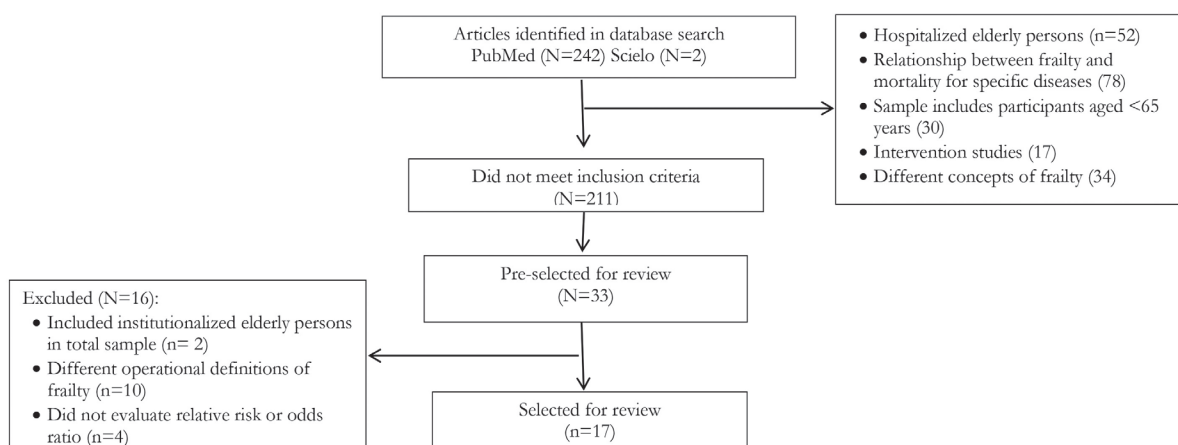 Articles identified in database search
PubMed (N=242) Scielo (N=2)
• Hospitalized elderly persons (n=52)
• Relationship between frailty and
mortality for specific diseases (78)
• Sample includes participants aged <65
years (30)
• Intervention studies (17)
• Different concepts of frailty (34)
Did not meet inclusion criteria
(N=211)
Pre-selected for review
(N=33)
Excluded (N=16):
• Included institutionalized elderly persons
in total sample (n= 2)
• Different operational definitions of
frailty (n=10)
• Did not evaluate relative risk or odds
ratio (n=4)
Selected for review
(n=17)